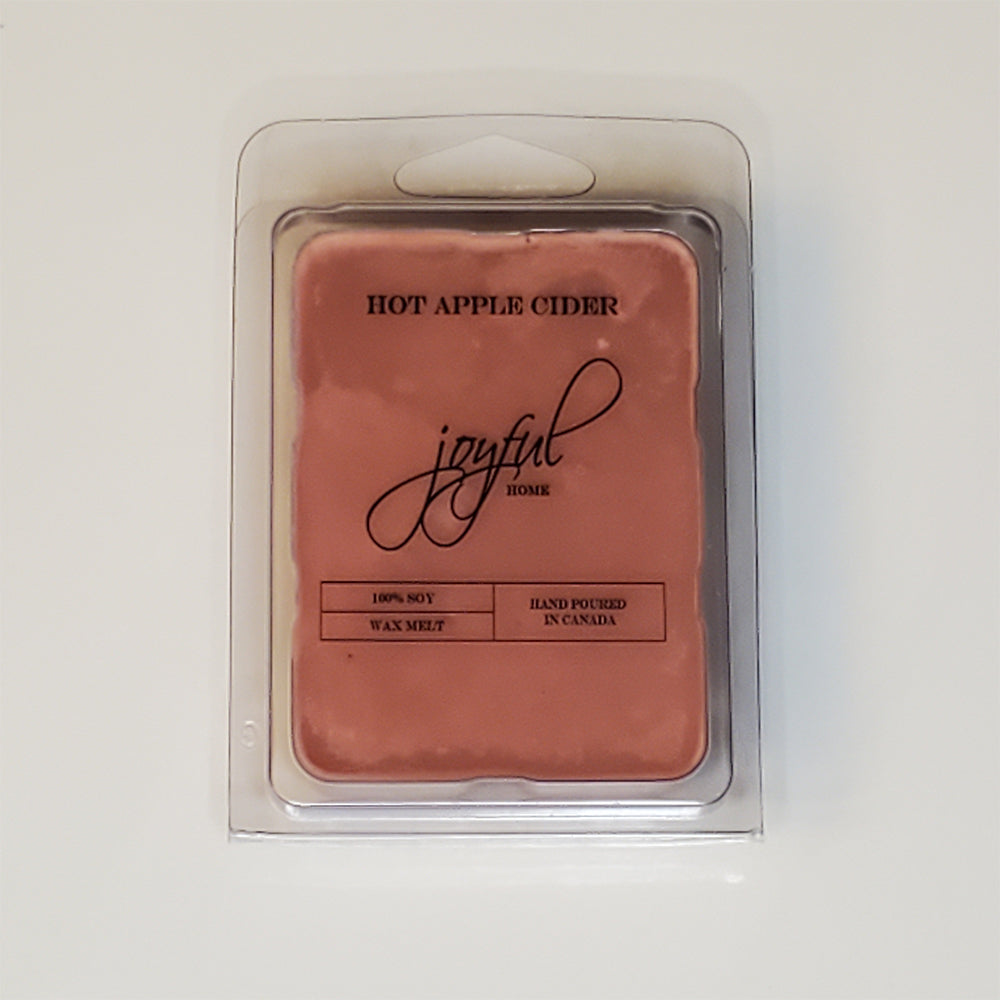 HOT APPLE CIDER
joyful
HOME
100% SOY
WAX MELT
HAND POURED
IN CANADA